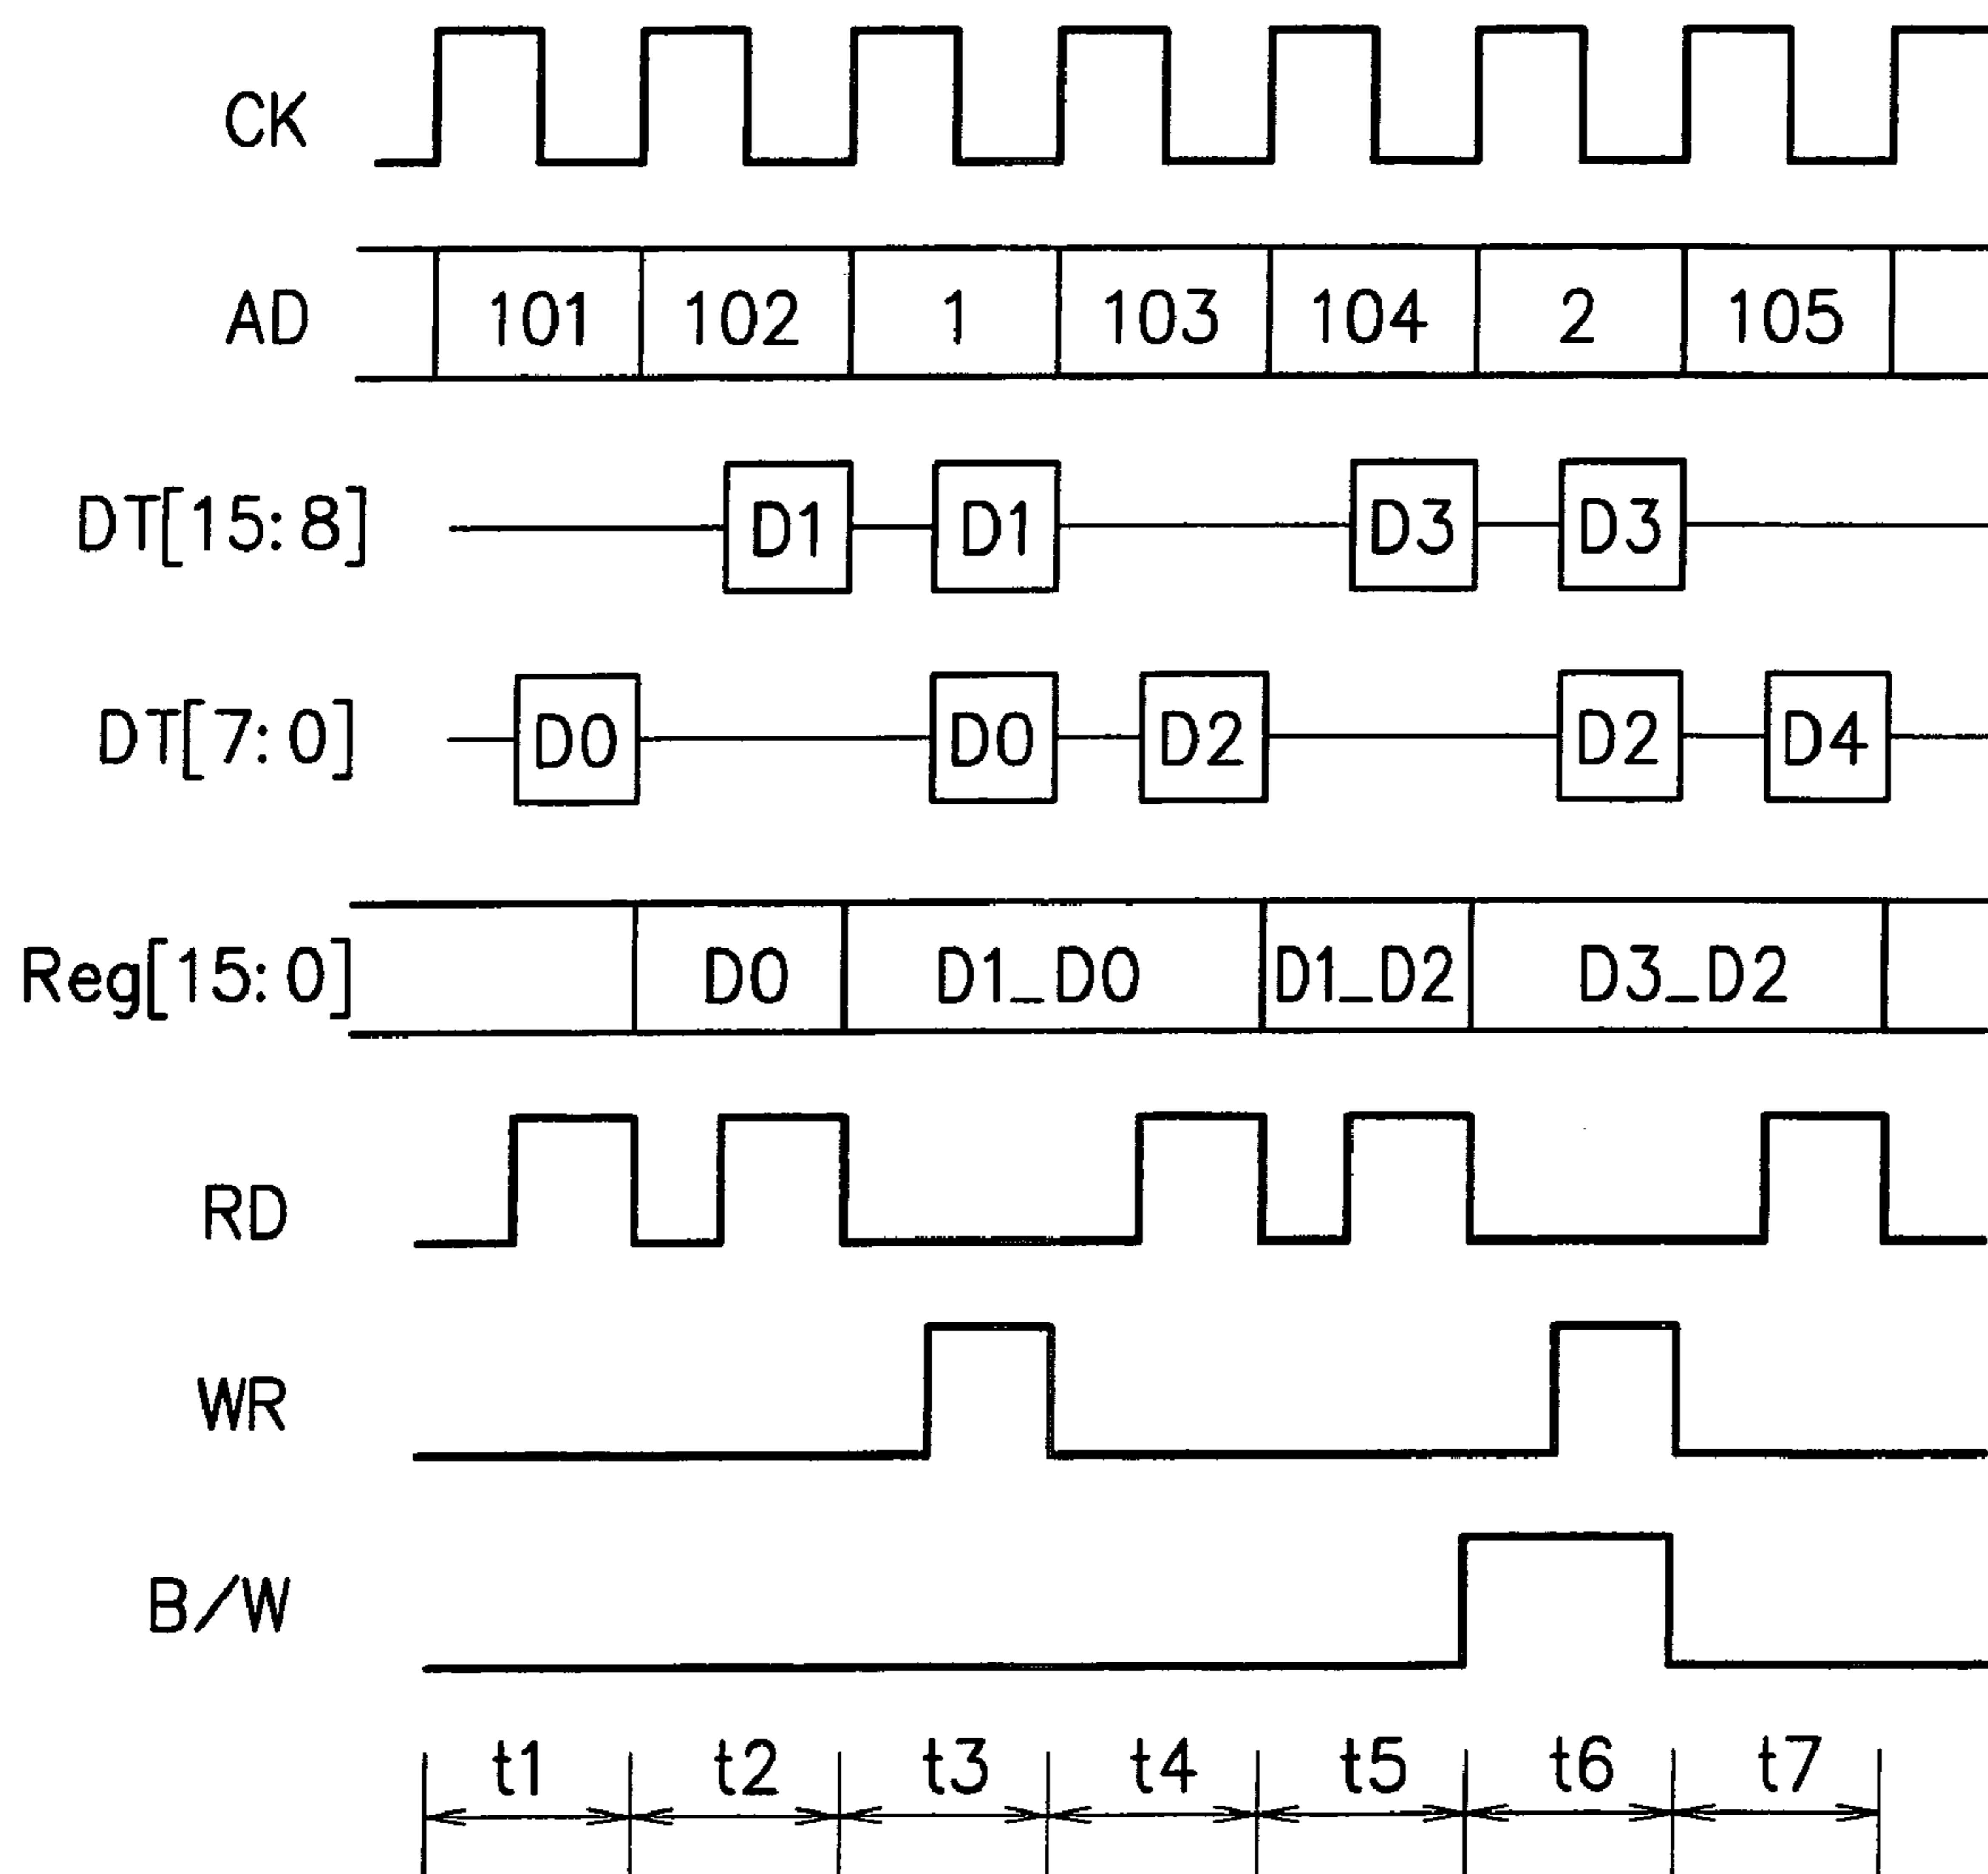 CK
AD 101 102 1 103 104 2 105
DT[15:8] D1 D1 D3 D3
DT[7:0] D0 D0 D2 D2 D4
Reg[15:0] D0 D1_D0 D1_D2 D3_D2
RD
WR
B/W
t1 t2 t3 t4 t5 t6 t7